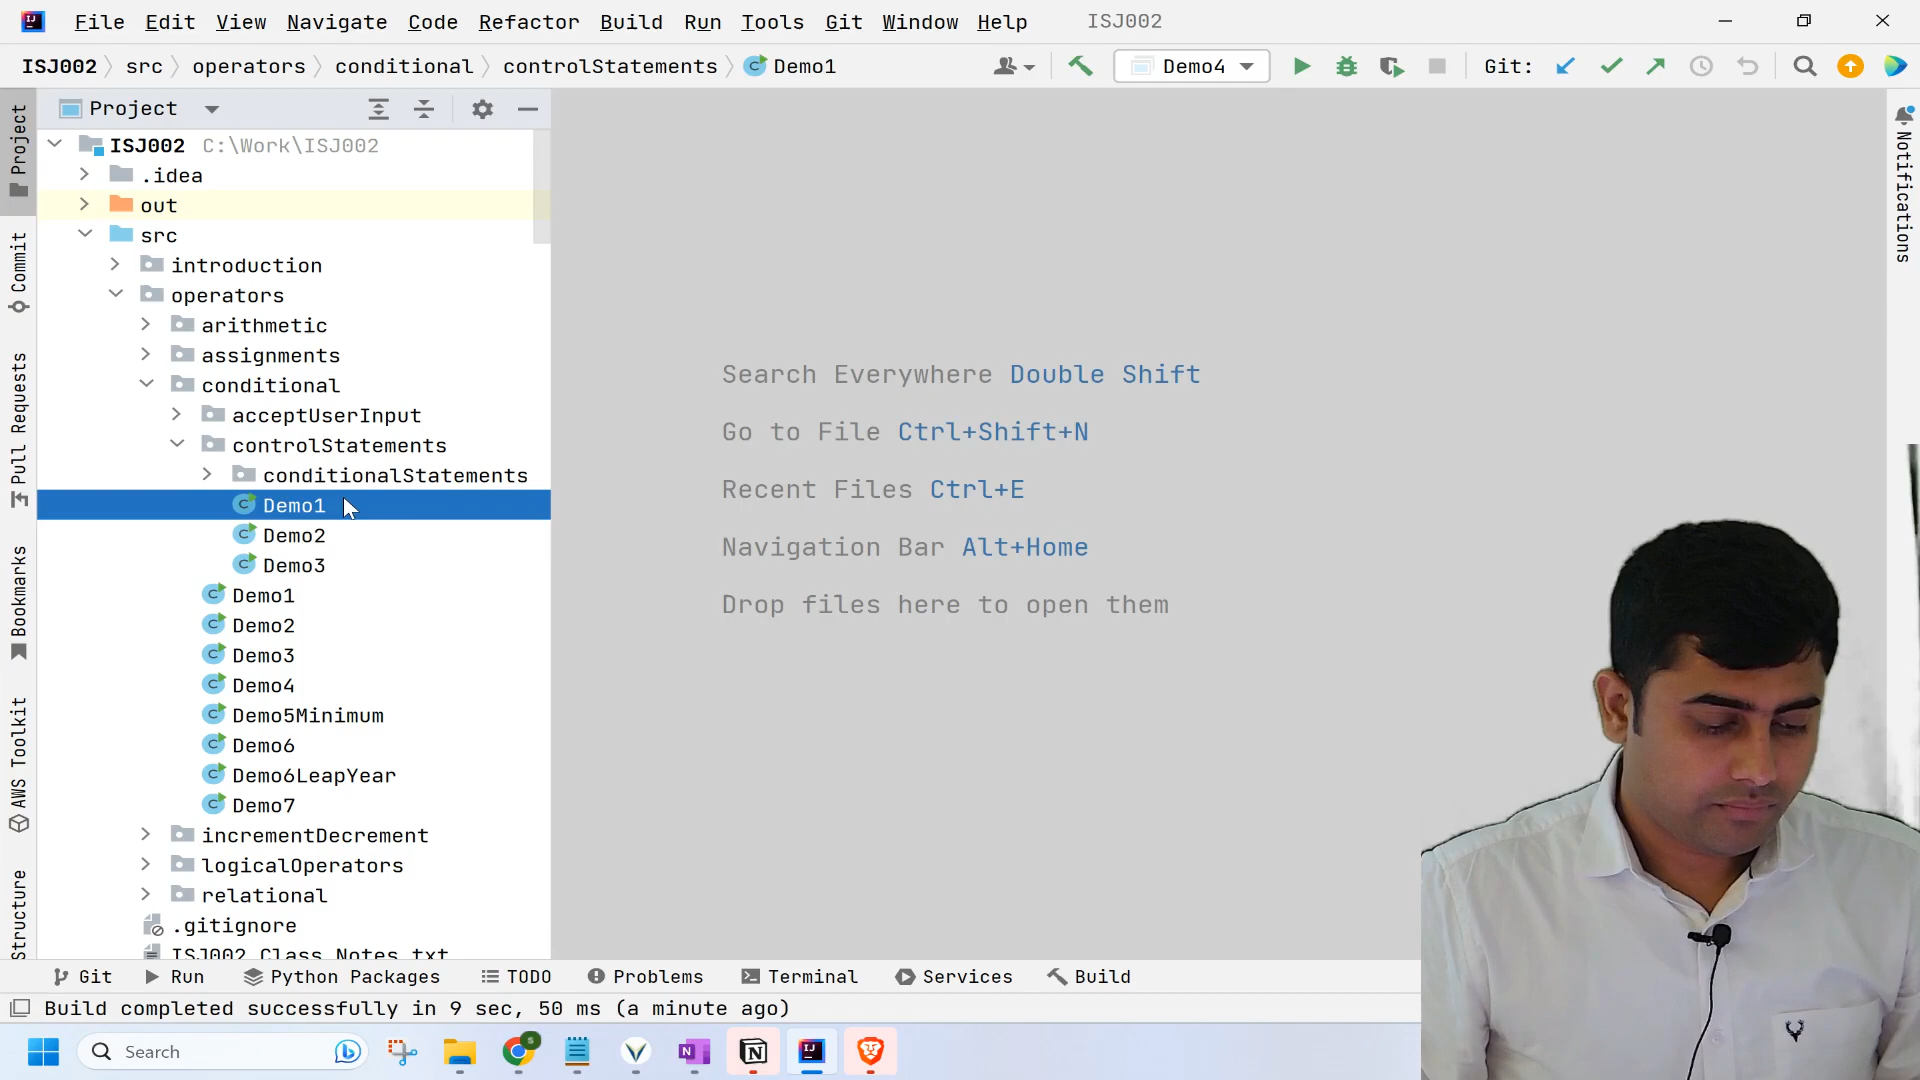 File Edit View Navigate Code Refactor Build Run Tools Git Window Help ISJ002
ISJ002 src operators conditional controlStatements Demo1 Demo4 Git:
Project
ISJ002 C:\Work\ISJ002
.idea
out
src
introduction
operators
arithmetic
assignments
conditional
acceptUserInput
controlStatements
conditionalStatements
Demo1
Demo2
Demo3
Demo1
Demo2
Demo3
Demo4
Demo5Minimum
Demo6
Demo6LeapYear
Demo7
incrementDecrement
logicalOperators
relational
.gitignore
ISJ002 Class Notes.txt
Project
Commit
Pull Requests
Bookmarks
AWS Toolkit
Structure
Search Everywhere Double Shift
Go to File Ctrl+Shift+N
Recent Files Ctrl+E
Navigation Bar Alt+Home
Drop files here to open them
Notifications
Git Run Python Packages TODO Problems Terminal Services Build
Build completed successfully in 9 sec, 50 ms (a minute ago)
Search